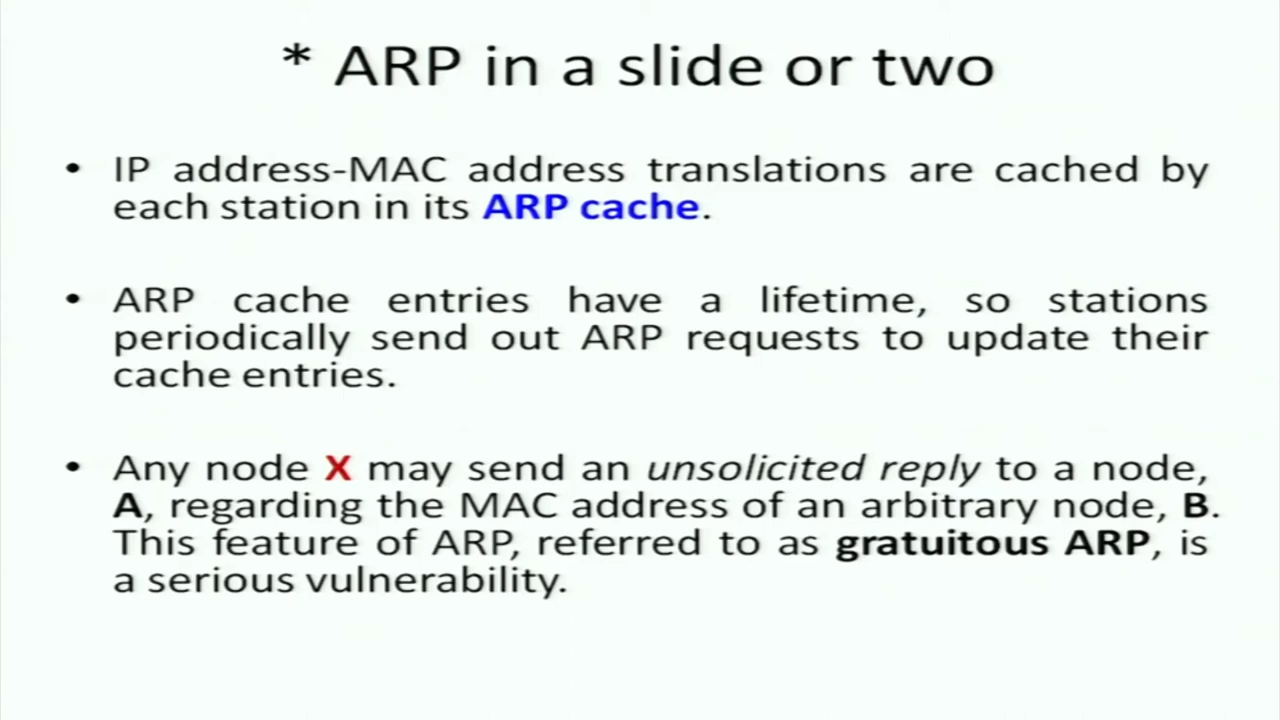 * ARP in a slide or two
• IP address-MAC address translations are cached by
each station in its ARP cache.
• ARP cache entries have a lifetime, so stations
periodically send out ARP requests to update their
cache entries.
• Any node X may send an unsolicited reply to a node,
A, regarding the MAC address of an arbitrary node, B.
This feature of ARP, referred to as gratuitous ARP, is
a serious vulnerability.